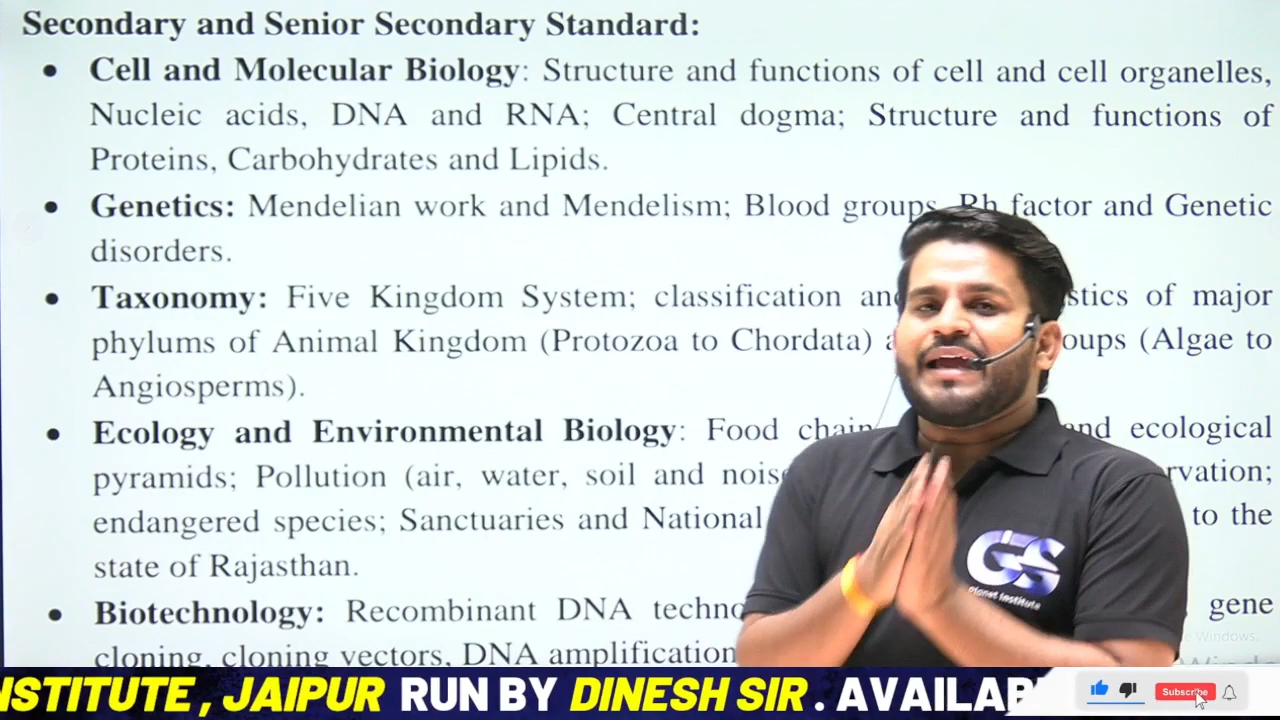 Secondary and Senior Secondary Standard:
• Cell and Molecular Biology: Structure and functions of cell and cell organelles,
Nucleic acids, DNA and RNA; Central dogma; Structure and functions of
Proteins, Carbohydrates and Lipids.
• Genetics: Mendelian work and Mendelism; Blood groups, Rh factor and Genetic
disorders.
• Taxonomy: Five Kingdom System; classification an stics of major
phylums of Animal Kingdom (Protozoa to Chordata) a oups (Algae to
Angiosperms).
• Ecology and Environmental Biology: Food chain and ecological
pyramids; Pollution (air, water, soil and nois rvation;
endangered species; Sanctuaries and National to the
state of Rajasthan.
• Biotechnology: Recombinant DNA techno gene
cloning, cloning vectors, DNA amplification
GS
Planet Institute
NSTITUTE, JAIPUR RUN BY DINESH SIR. AVAILAB
Subscribe